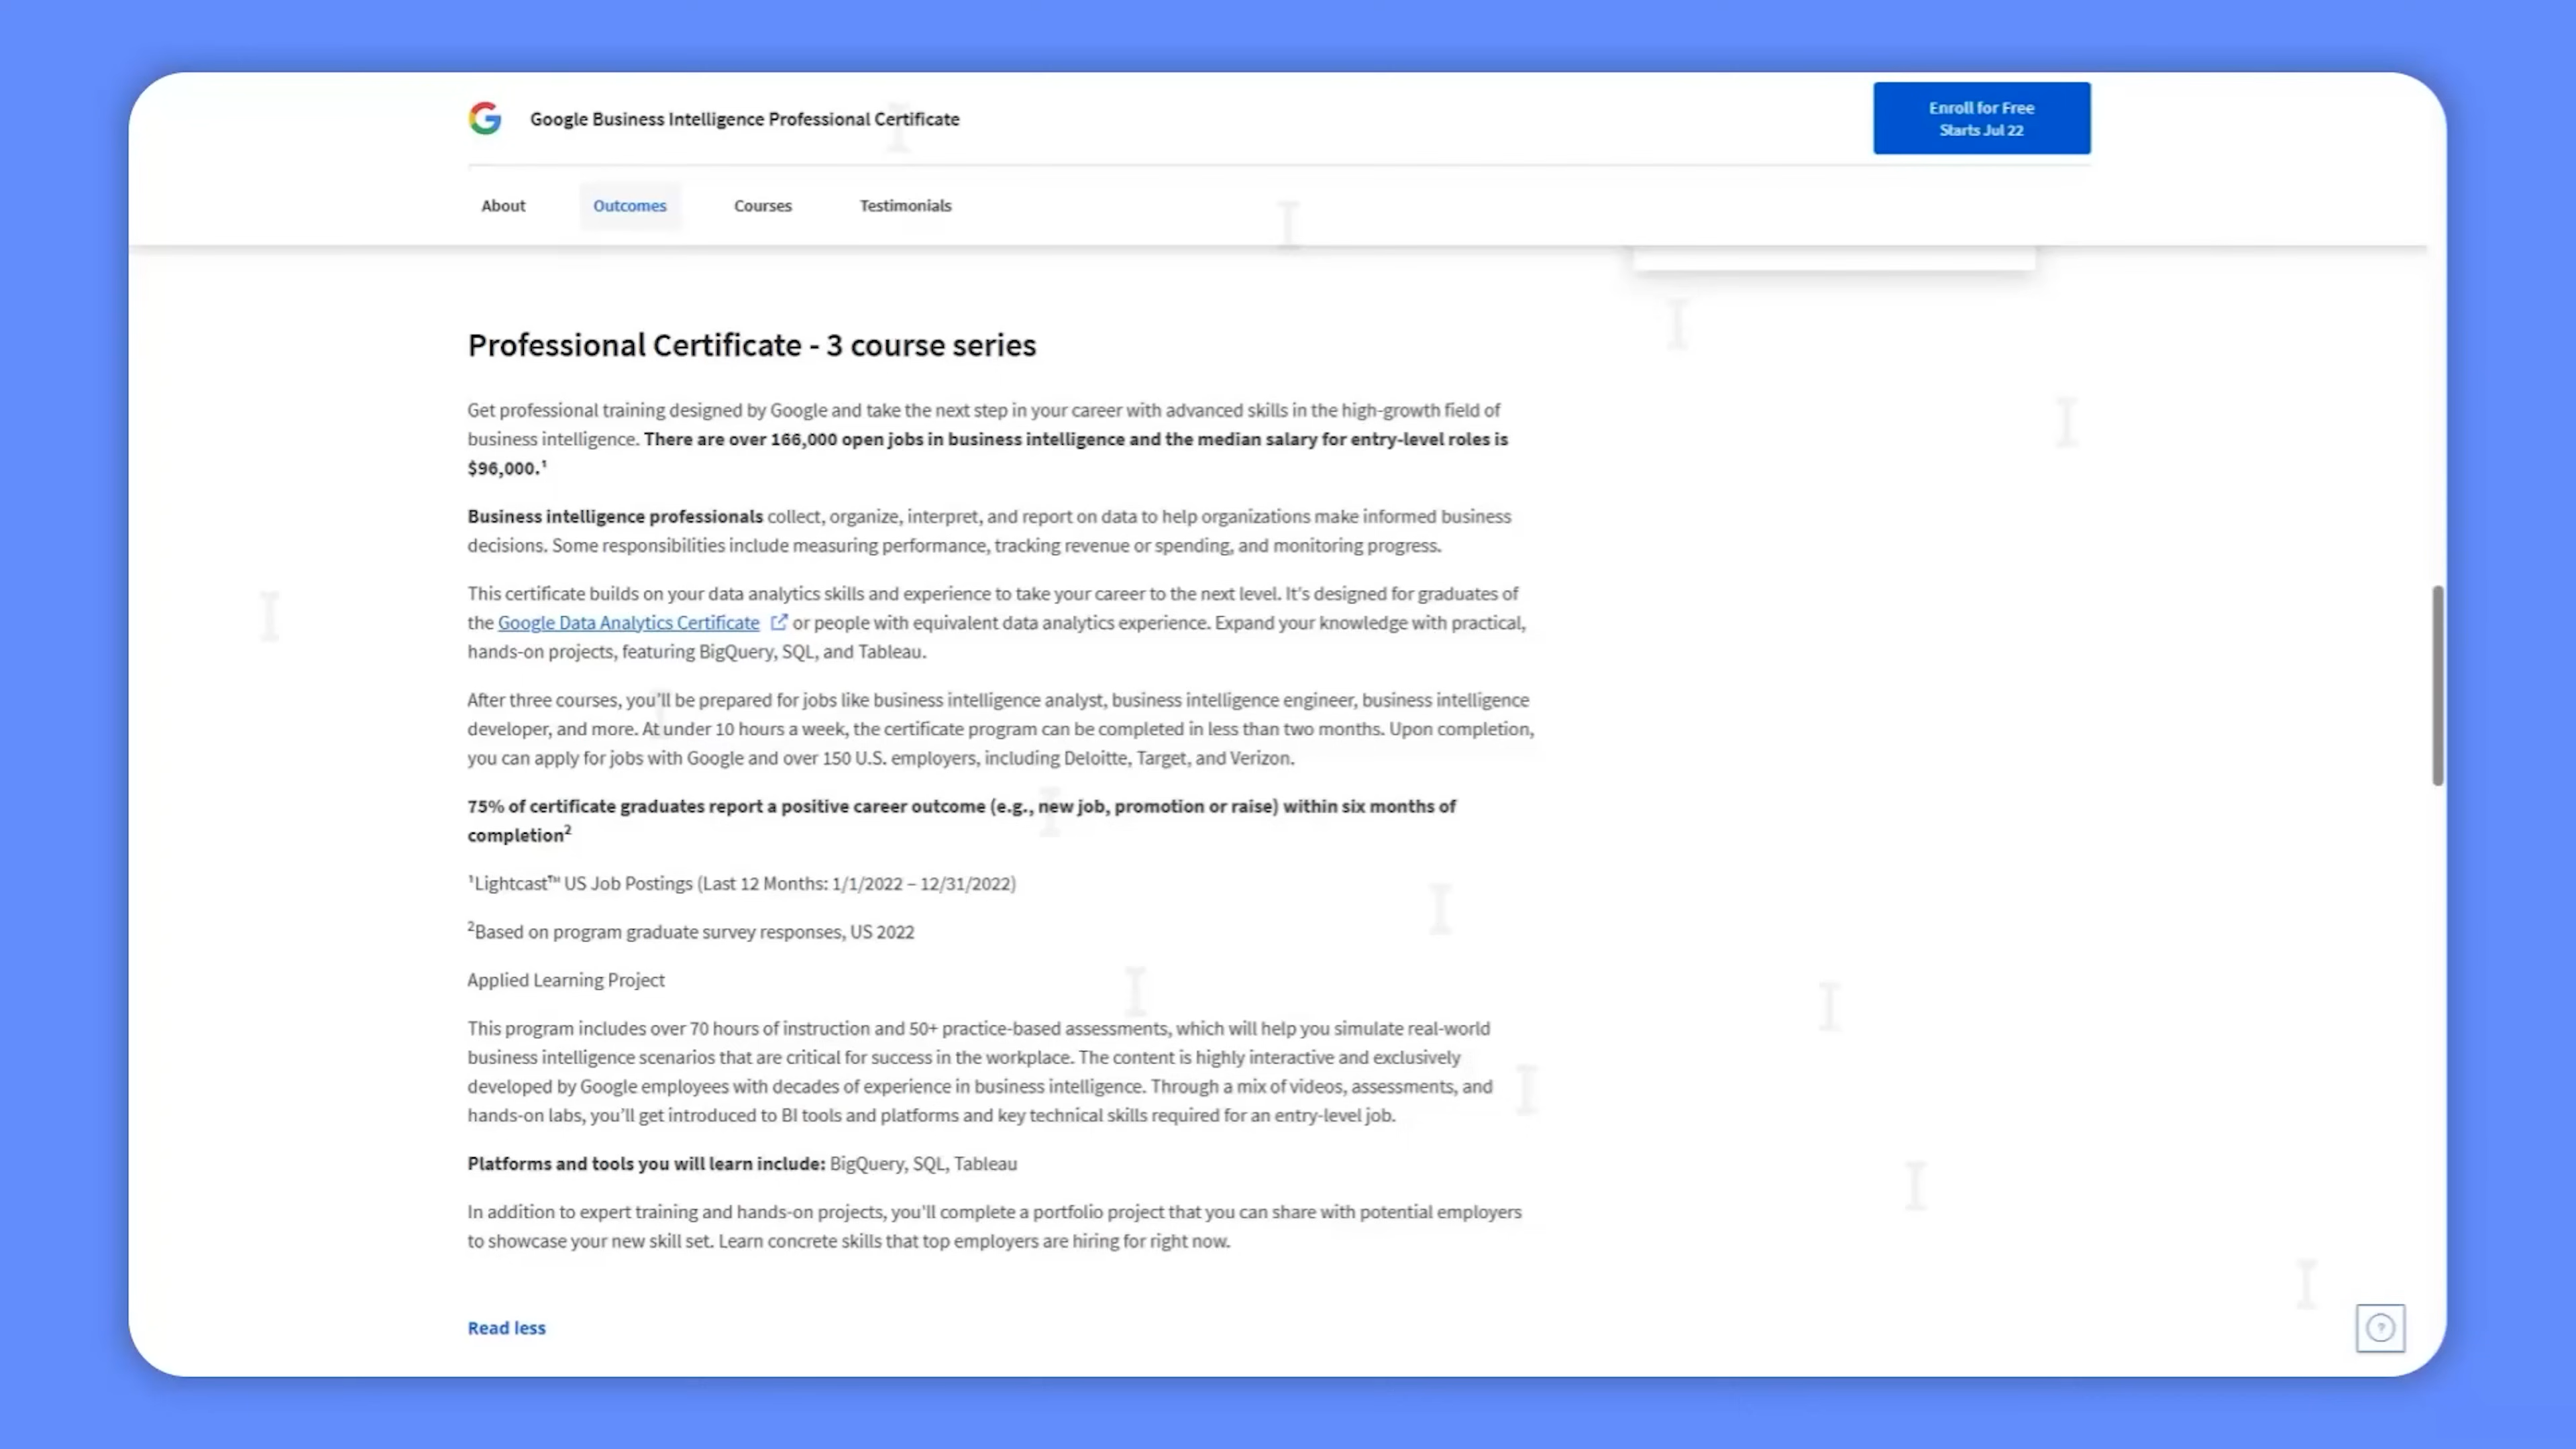 Google Business Intelligence Professional Certificate
Enroll for Free
Starts Jul 22
About
Outcomes
Courses
Testimonials
Professional Certificate - 3 course series
Get professional training designed by Google and take the next step in your career with advanced skills in the high-growth field of
business intelligence. There are over 166,000 open jobs in business intelligence and the median salary for entry-level roles is
$96,000.¹
Business intelligence professionals collect, organize, interpret, and report on data to help organizations make informed business
decisions. Some responsibilities include measuring performance, tracking revenue or spending, and monitoring progress.
This certificate builds on your data analytics skills and experience to take your career to the next level. It's designed for graduates of
the Google Data Analytics Certificate or people with equivalent data analytics experience. Expand your knowledge with practical,
hands-on projects, featuring BigQuery, SQL, and Tableau.
After three courses, you'll be prepared for jobs like business intelligence analyst, business intelligence engineer, business intelligence
developer, and more. At under 10 hours a week, the certificate program can be completed in less than two months. Upon completion,
you can apply for jobs with Google and over 150 U.S. employers, including Deloitte, Target, and Verizon.
75% of certificate graduates report a positive career outcome (e.g., new job, promotion or raise) within six months of
completion²
¹Lightcast™ US Job Postings (Last 12 Months: 1/1/2022 – 12/31/2022)
²Based on program graduate survey responses, US 2022
Applied Learning Project
This program includes over 70 hours of instruction and 50+ practice-based assessments, which will help you simulate real-world
business intelligence scenarios that are critical for success in the workplace. The content is highly interactive and exclusively
developed by Google employees with decades of experience in business intelligence. Through a mix of videos, assessments, and
hands-on labs, you'll get introduced to BI tools and platforms and key technical skills required for an entry-level job.
Platforms and tools you will learn include: BigQuery, SQL, Tableau
In addition to expert training and hands-on projects, you'll complete a portfolio project that you can share with potential employers
to showcase your new skill set. Learn concrete skills that top employers are hiring for right now.
Read less
?